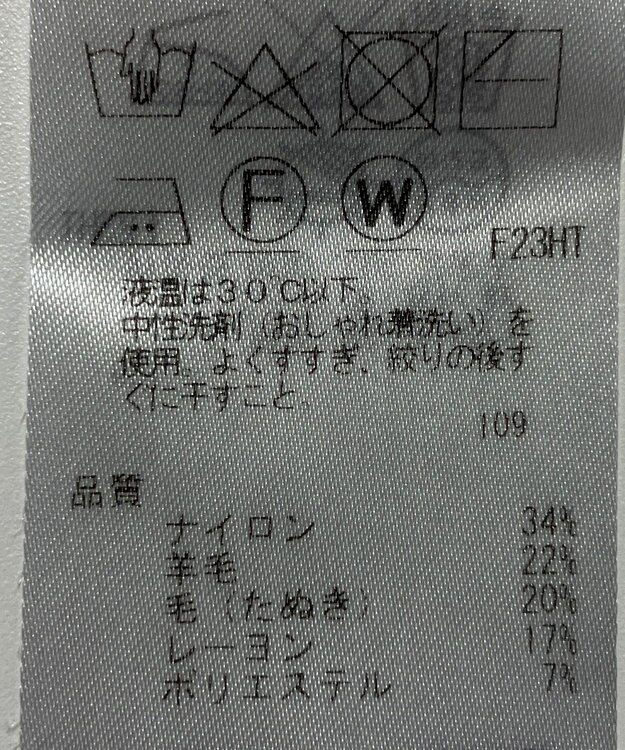 F W
F23HT
液温は30℃以下。
中性洗剤（おしゃれ着洗い）を
使用。よくすすぎ、絞りの後す
ぐに干すこと。
109
品質
ナイロン 34%
羊毛 22%
毛（たぬき） 20%
レーヨン 17%
ポリエステル 7%